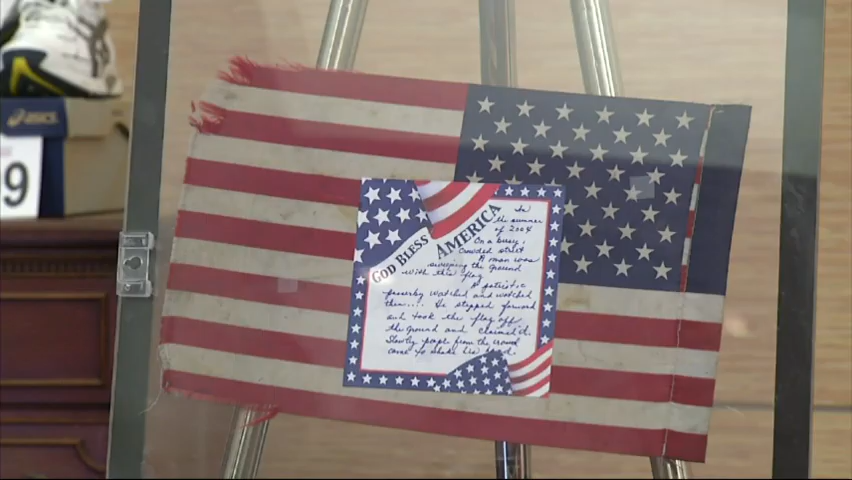 asics
9
GOD BLESS
AMERICA
In
the summer
of 2004
On a busy,
crowded street
A man was
sweeping the ground
with this flag
A patriotic
passerby watched and watched
then...! He stepped forward
and took the flag off
the ground and claimed it.
Slowly people from the crowd
came to shake his hand.